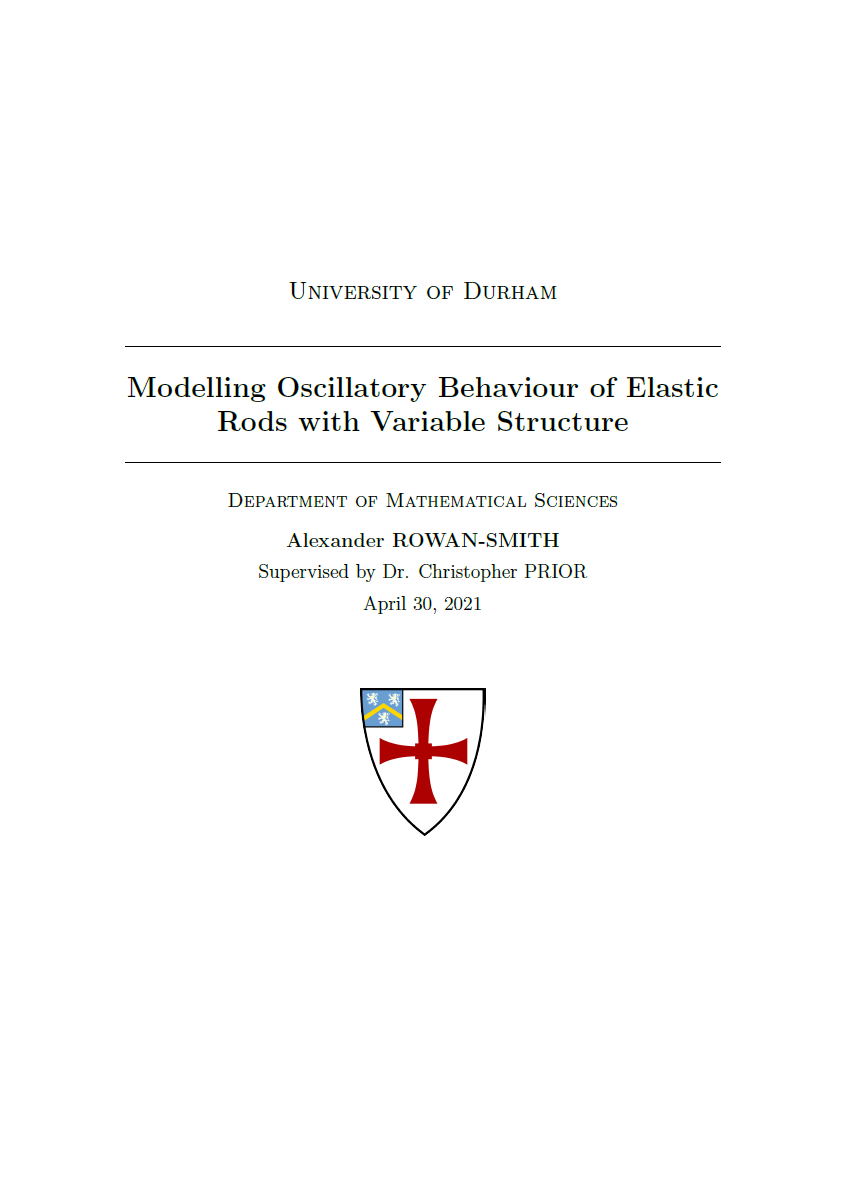 University of Durham
Modelling Oscillatory Behaviour of Elastic
Rods with Variable Structure
Department of Mathematical Sciences
Alexander ROWAN-SMITH
Supervised by Dr. Christopher PRIOR
April 30, 2021